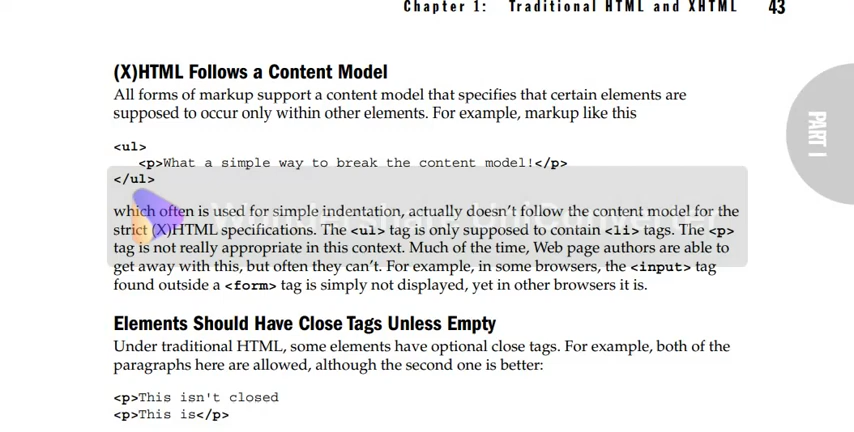 Chapter 1: Traditional HTML and XHTML 43
PART I
(X)HTML Follows a Content Model
All forms of markup support a content model that specifies that certain elements are
supposed to occur only within other elements. For example, markup like this
<ul>
<p>What a simple way to break the content model!</p>
</ul>
Wondershare UniConverter
which often is used for simple indentation, actually doesn't follow the content model for the
strict (X)HTML specifications. The <ul> tag is only supposed to contain <li> tags. The <p>
tag is not really appropriate in this context. Much of the time, Web page authors are able to
get away with this, but often they can't. For example, in some browsers, the <input> tag
found outside a <form> tag is simply not displayed, yet in other browsers it is.
Elements Should Have Close Tags Unless Empty
Under traditional HTML, some elements have optional close tags. For example, both of the
paragraphs here are allowed, although the second one is better:
<p>This isn't closed
<p>This is</p>